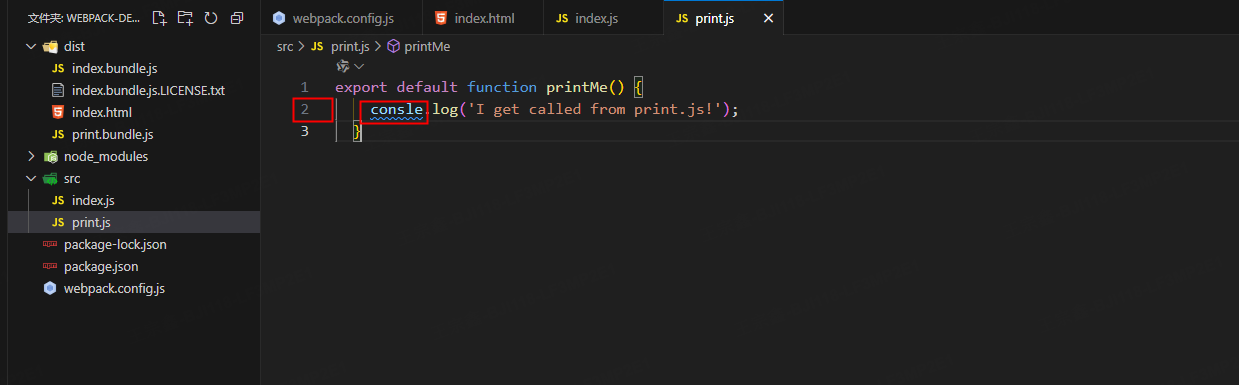 文件夹: WEBPACK-DE...
webpack.config.js
index.html
index.js
JS print.js
dist
src
JS print.js
printMe
JS index.bundle.js
index.bundle.js.LICENSE.txt
index.html
JS print.bundle.js
node_modules
src
JS index.js
JS print.js
package-lock.json
package.json
webpack.config.js
1 export default function printMe() {
2 consle.log('I get called from print.js!');
3 }